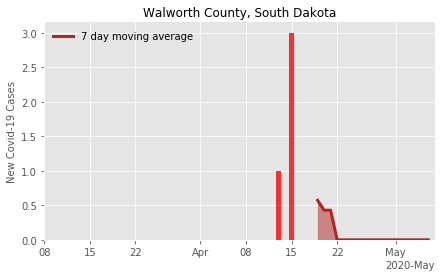 Walworth County, South Dakota
7 day moving average
New Covid-19 Cases
3.0
2.5
2.0
1.5
1.0
0.5
0.0
08 15 22 Apr 08 15 22 May
2020-May